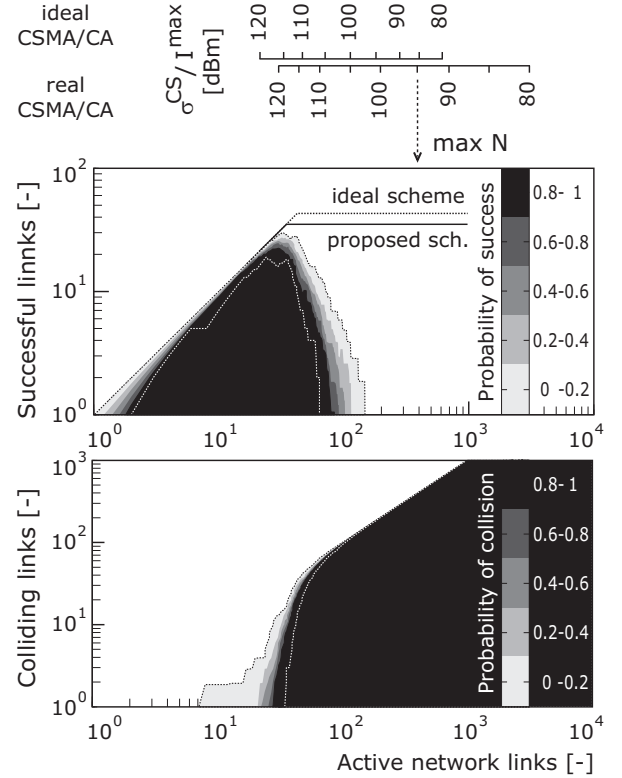 ideal
CSMA/CA
real
CSMA/CA
σ^CS / I^max
[dBm]
120 110 100 90 80
120 110 100 90 80
max N
Successful linnks [-]
10^2
10^1
10^0
ideal scheme
proposed sch.
Probability of success
0.8- 1
0.6-0.8
0.4-0.6
0.2-0.4
0 -0.2
10^0 10^1 10^2 10^3 10^4
Colliding links [-]
10^3
10^2
10^1
10^0
Probability of collision
0.8- 1
0.6-0.8
0.4-0.6
0.2-0.4
0 -0.2
10^0 10^1 10^2 10^3 10^4
Active network links [-]